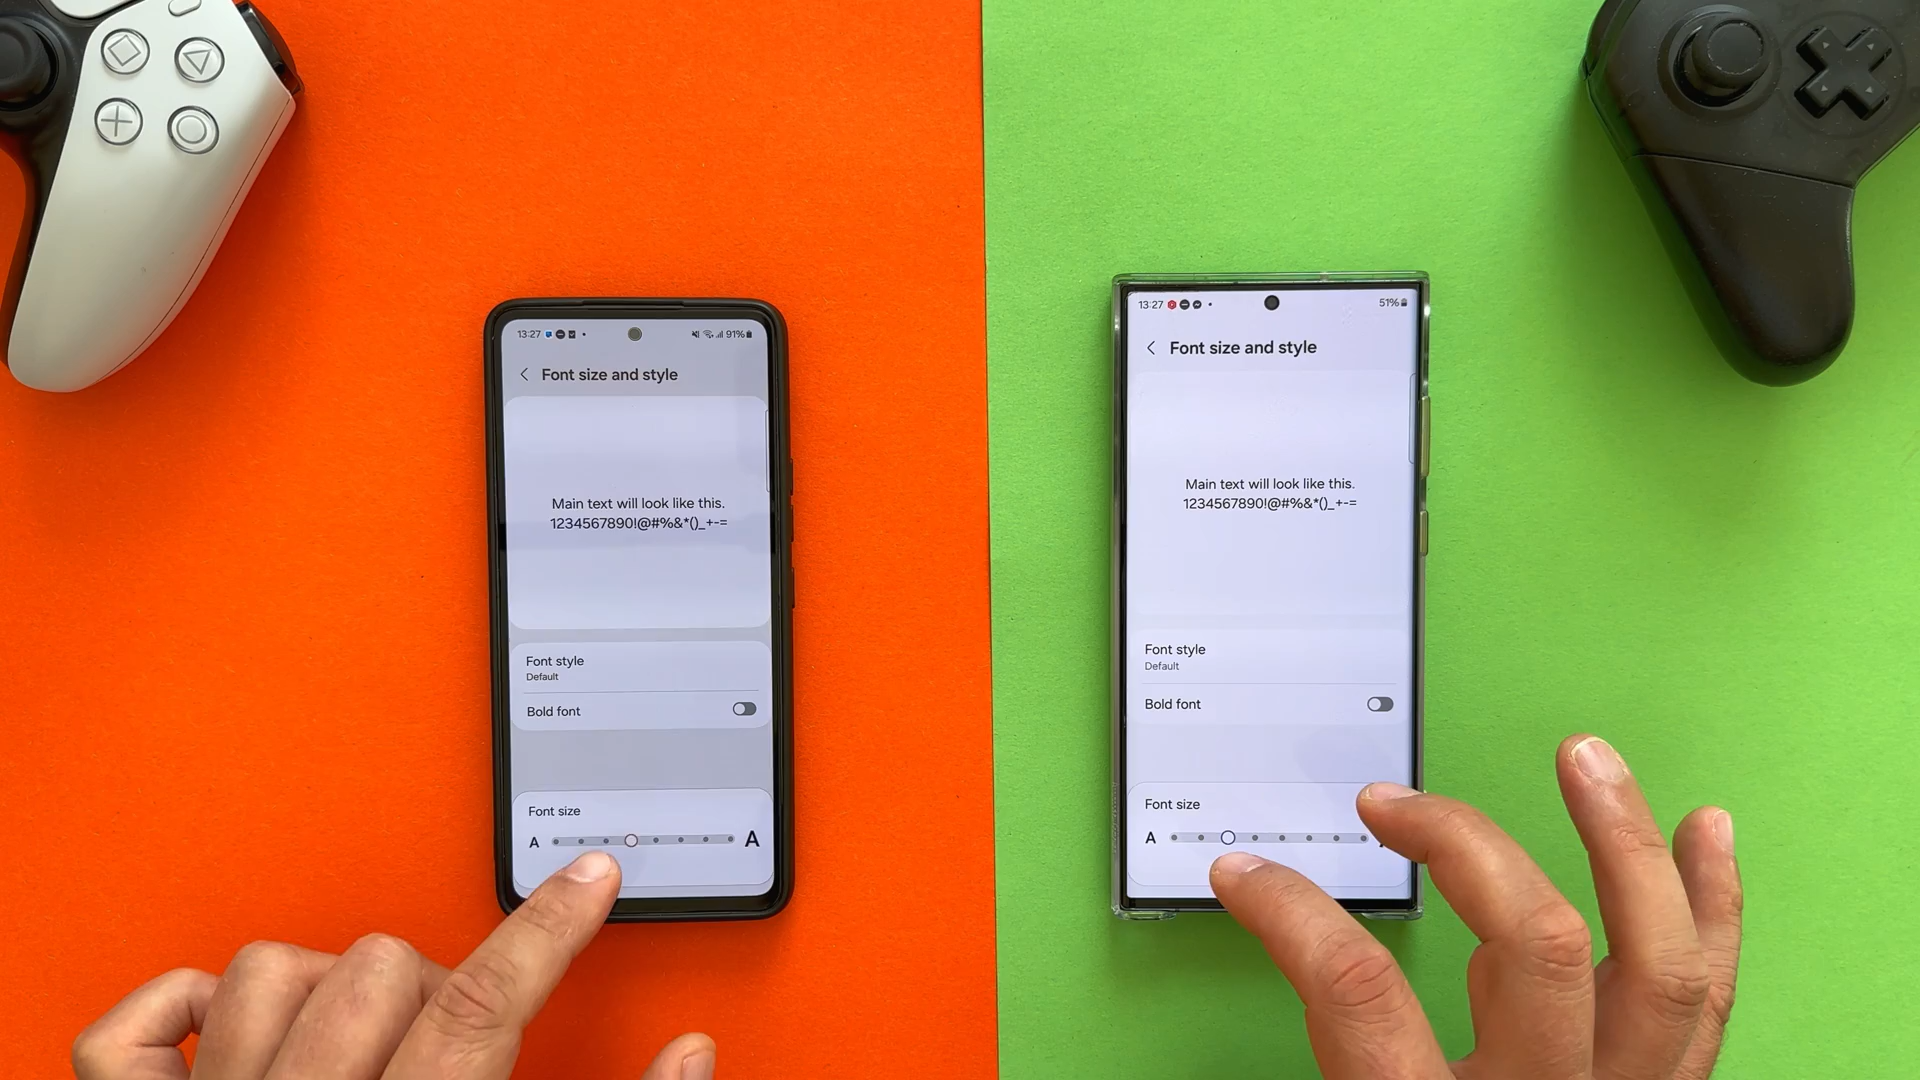 13:27 91%
Font size and style
Main text will look like this.
1234567890!@#%&*()_+-=
Font style
Default
Bold font
Font size
A A
13:27 51%
Font size and style
Main text will look like this.
1234567890!@#%&*()_+-=
Font style
Default
Bold font
Font size
A